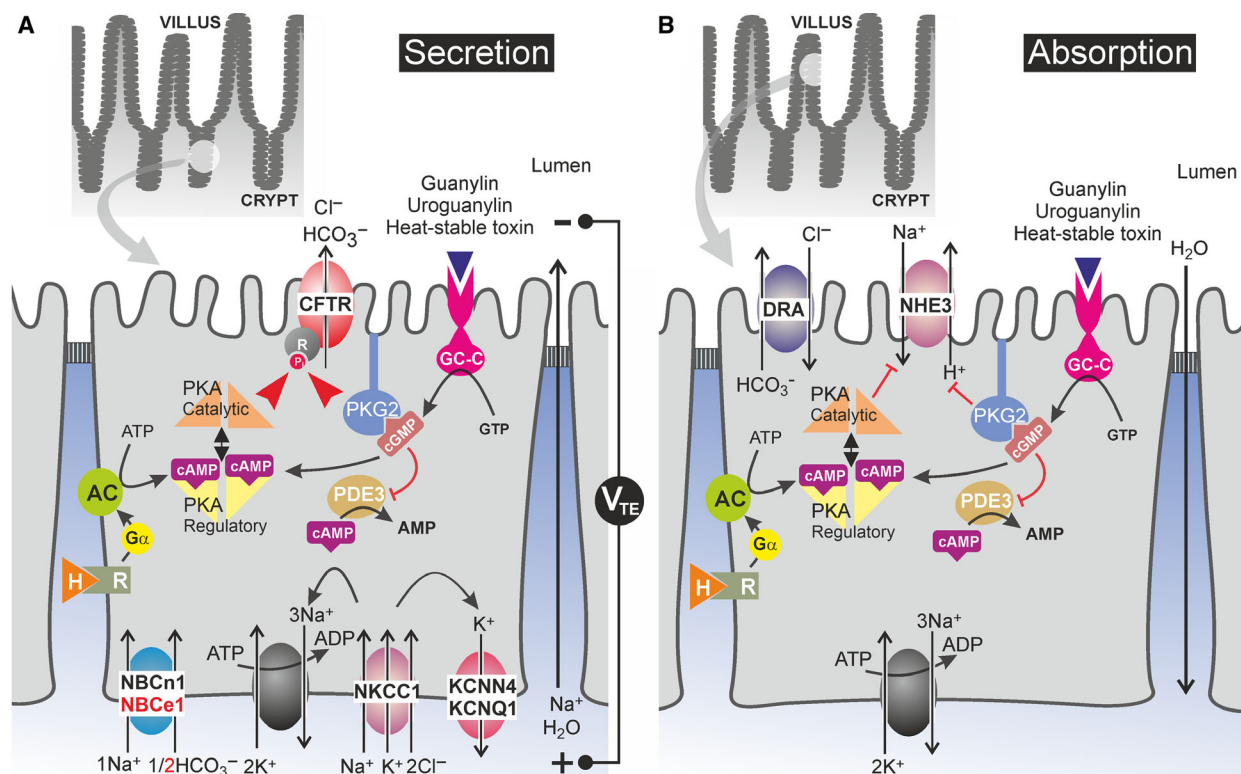 A
VILLUS
Secretion
CRYPT
Lumen
Guanylin
Uroguanylin
Heat-stable toxin
Cl⁻
HCO₃⁻
−
CFTR
R
Pᵢ
GC-C
PKA
Catalytic
PKG2
cGMP
GTP
ATP
cAMP
cAMP
AC
PKA
Regulatory
PDE3
cAMP
AMP
Gα
H
R
V_TE
3Na⁺
K⁺
ATP
ADP
NBCn1
NBCe1
NKCC1
KCNN4
KCNQ1
Na⁺
H₂O
+
1Na⁺
1/2HCO₃⁻
2K⁺
Na⁺
K⁺
2Cl⁻
B
VILLUS
Absorption
CRYPT
Lumen
Guanylin
Uroguanylin
Heat-stable toxin
Cl⁻
Na⁺
H₂O
DRA
NHE3
HCO₃⁻
H⁺
GC-C
PKA
Catalytic
PKG2
cGMP
GTP
ATP
cAMP
cAMP
AC
PKA
Regulatory
PDE3
cAMP
AMP
Gα
H
R
3Na⁺
ATP
ADP
2K⁺